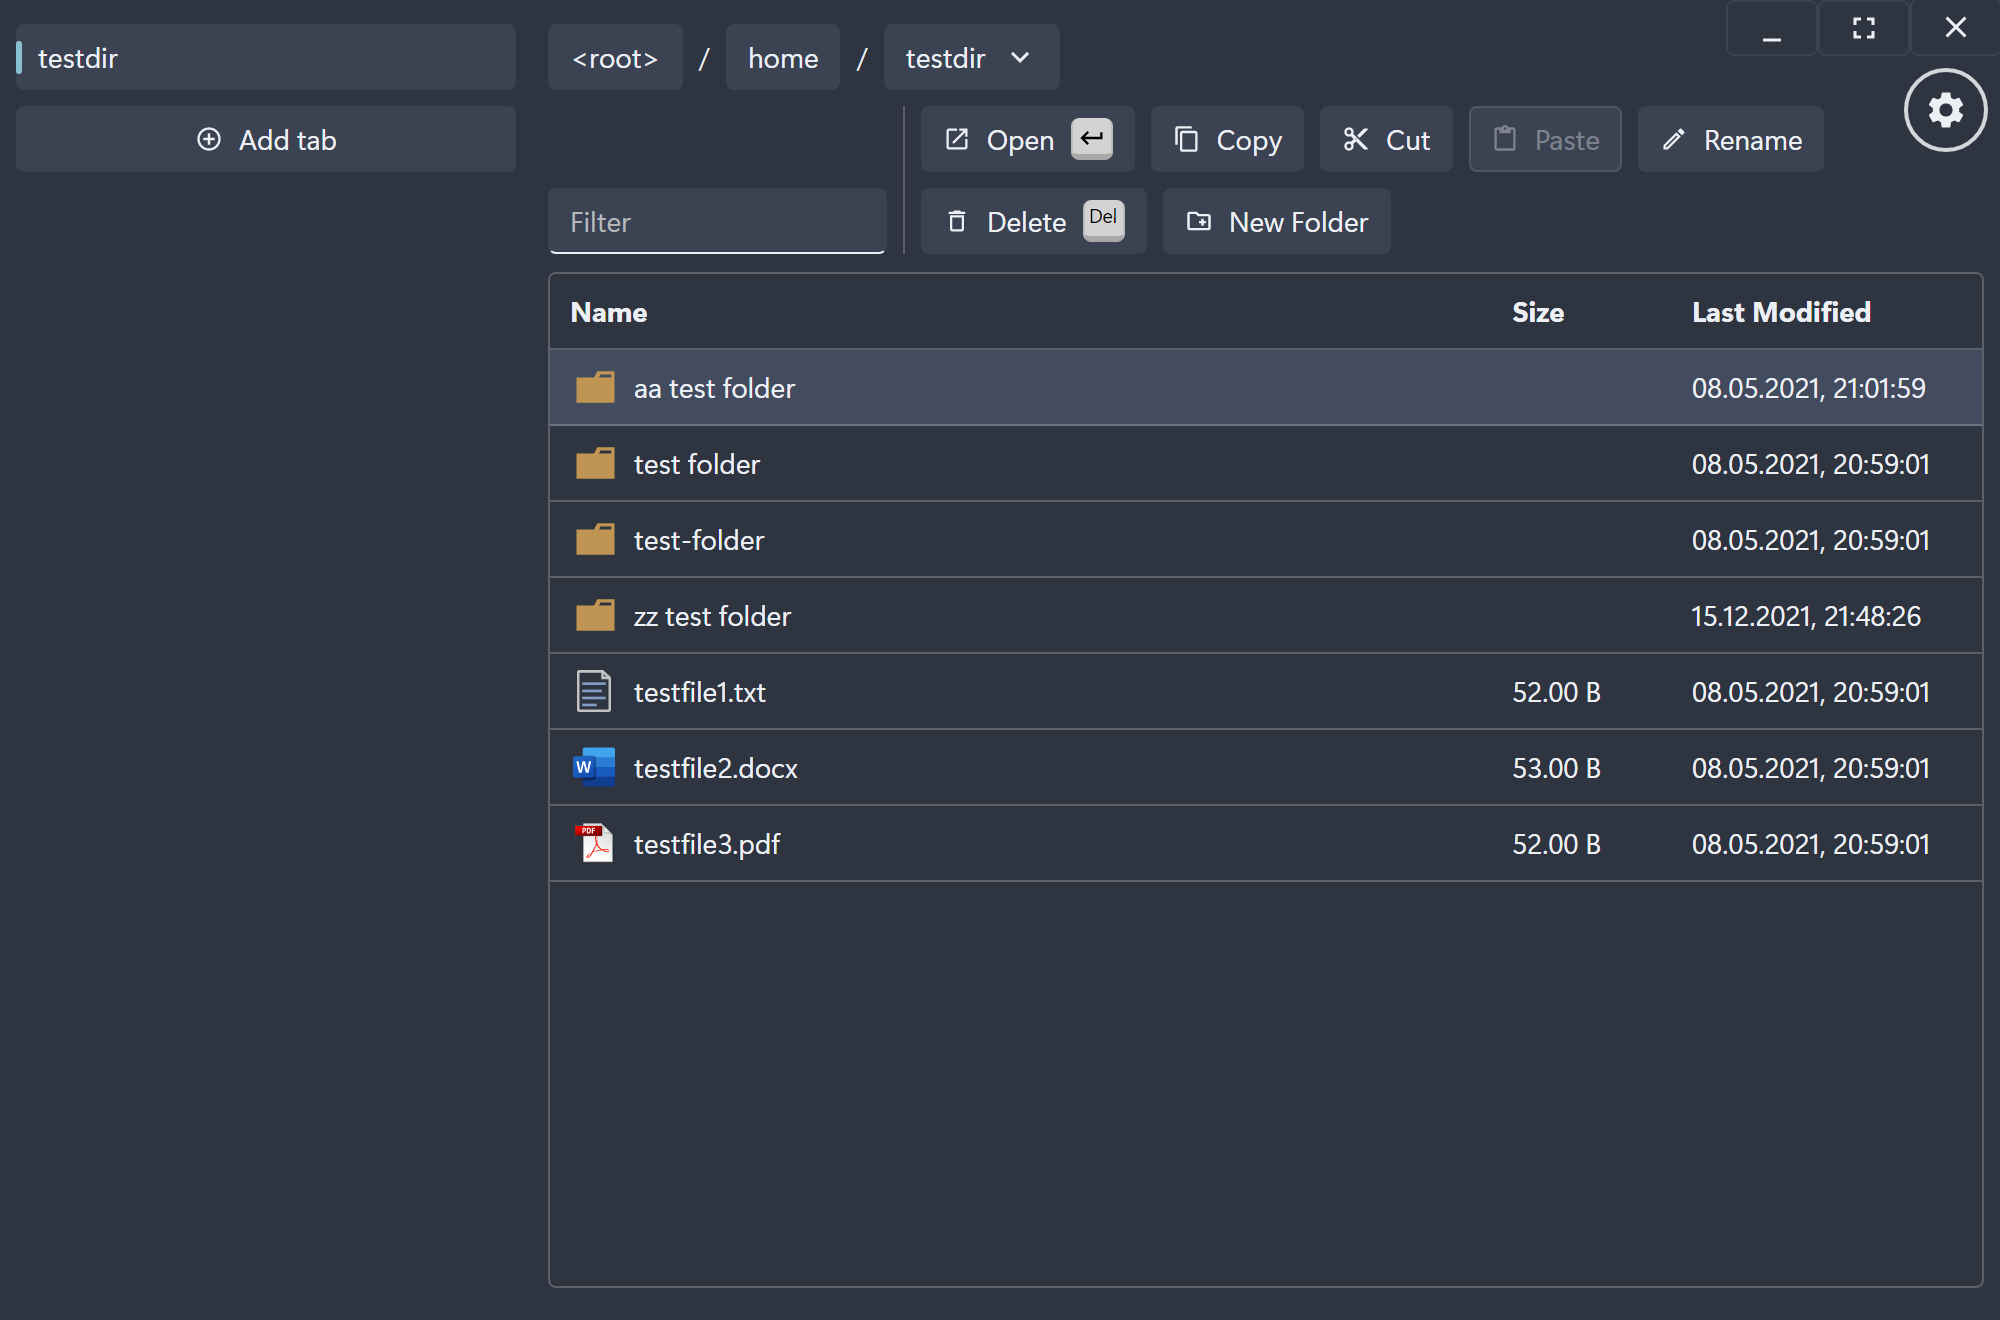 testdir
Add tab
<root> / home / testdir
Open Copy Cut Paste Rename
Filter
Delete Del New Folder
Name Size Last Modified
aa test folder 08.05.2021, 21:01:59
test folder 08.05.2021, 20:59:01
test-folder 08.05.2021, 20:59:01
zz test folder 15.12.2021, 21:48:26
testfile1.txt 52.00 B 08.05.2021, 20:59:01
W testfile2.docx 53.00 B 08.05.2021, 20:59:01
PDF testfile3.pdf 52.00 B 08.05.2021, 20:59:01